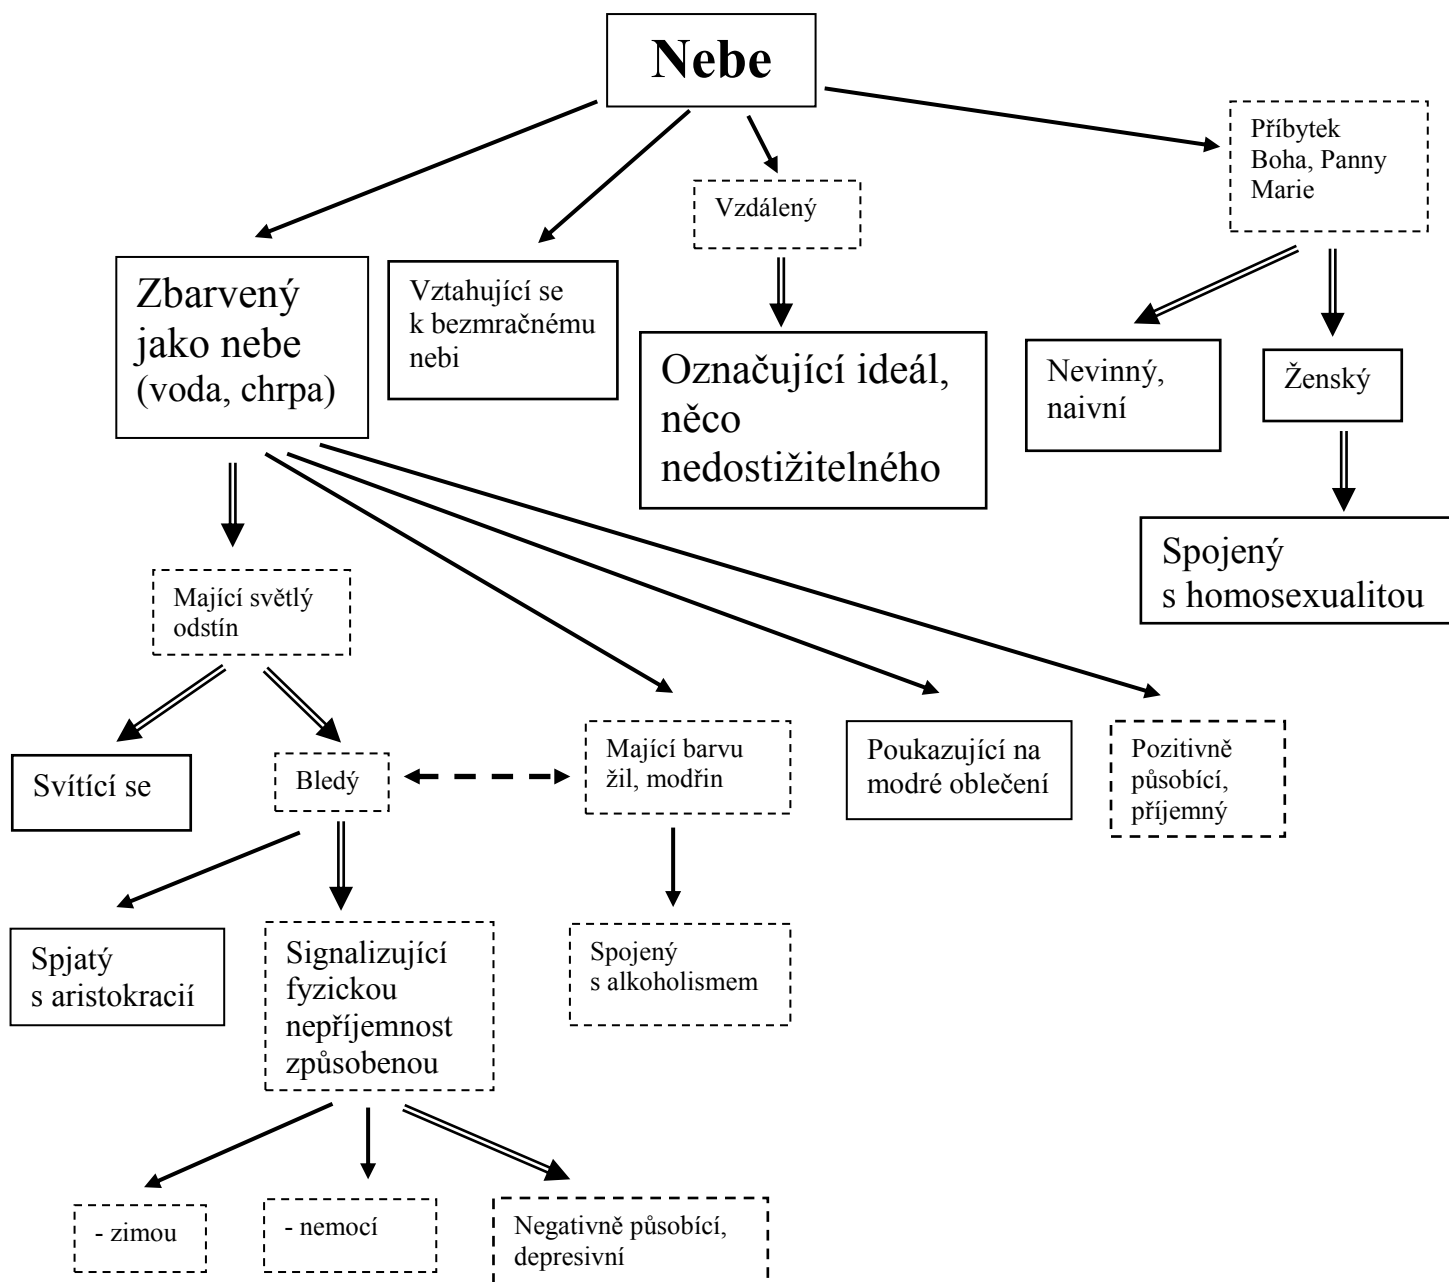 Nebe
Příbytek
Boha, Panny
Marie
Vzdálený
Zbarvený
jako nebe
(voda, chrpa)
Vztahující se
k bezmračnému
nebi
Označující ideál,
něco
nedostižitelného
Nevinný,
naivní
Ženský
Spojený
s homosexualitou
Mající světlý
odstín
Svítící se
Bledý
Mající barvu
žil, modřin
Poukazující na
modré oblečení
Pozitivně
působící,
příjemný
Spjatý
s aristokracií
Signalizující
fyzickou
nepříjemnost
způsobenou
Spojený
s alkoholismem
- zimou
- nemocí
Negativně působící,
depresivní